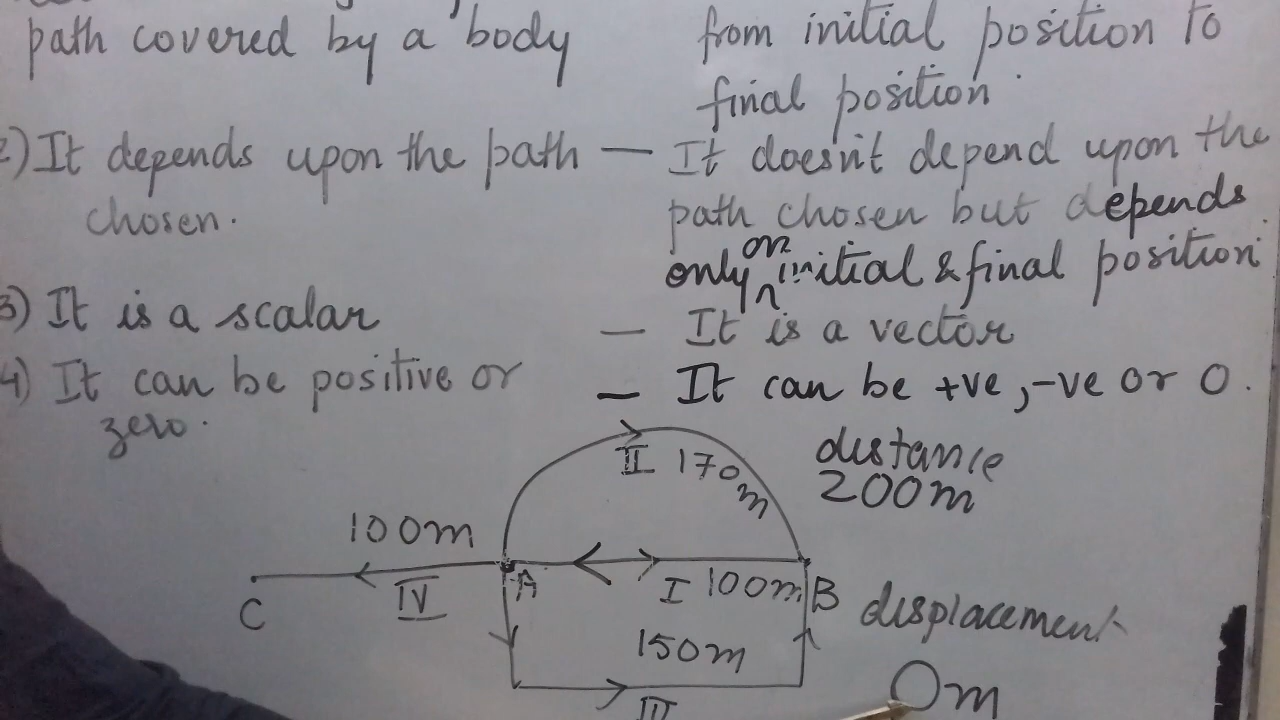 path covered by a body
from initial position to
final position.
2) It depends upon the path
chosen.
— It doesn't depend upon the
path chosen but depends
only on initial & final position
3) It is a scalar
— It is a vector
4) It can be positive or
zero.
— It can be +ve, -ve or 0.
II 170m
distance
200m
100m
C
IV
A
I 100m B
displacement
0m
150m
III